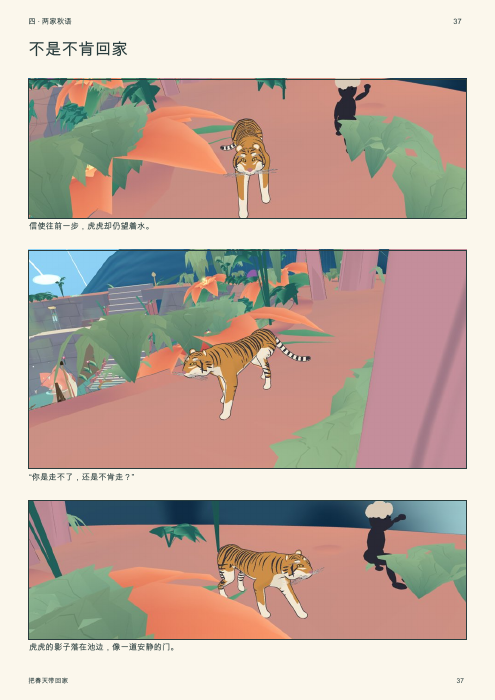 四 · 两家秋语
37
不是不肯回家
信使往前一步，虎虎却仍望着水。
“你是走不了，还是不肯走？”
虎虎的影子落在池边，像一道安静的门。
把春天带回家
37